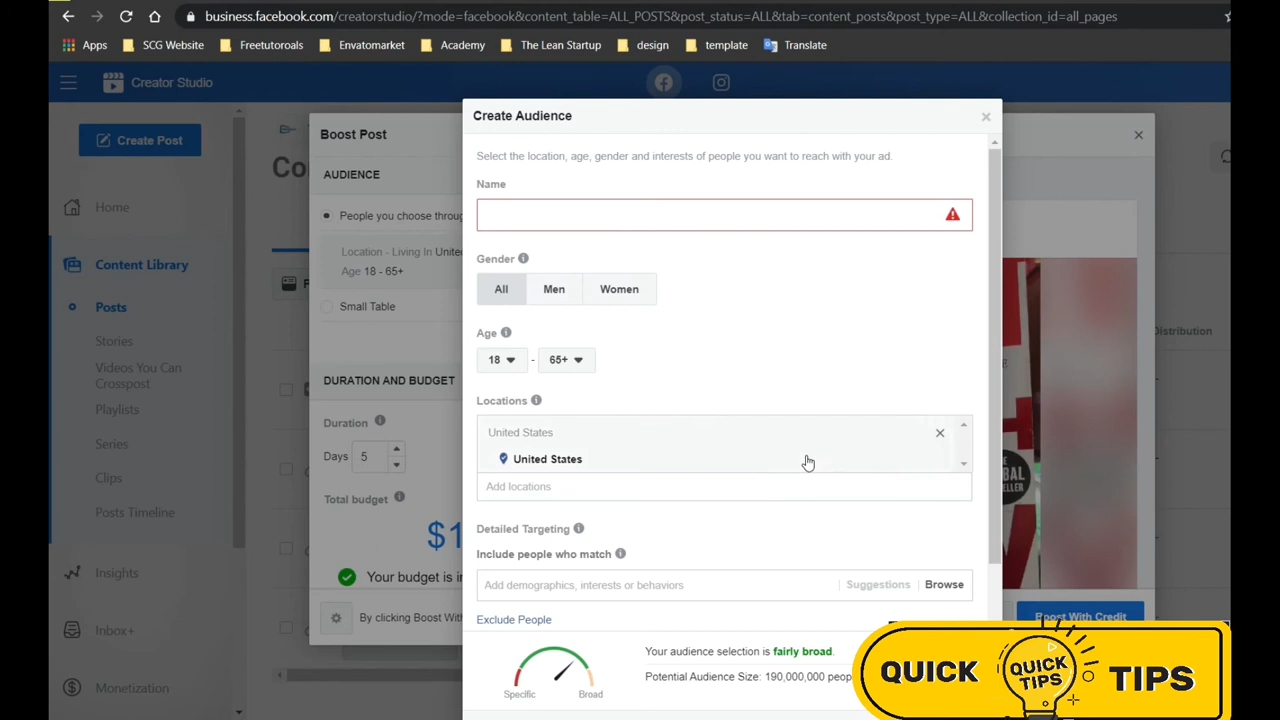 business.facebook.com/creatorstudio/?mode=facebook&content_table=ALL_POSTS&post_status=ALL&tab=content_posts&post_type=ALL&collection_id=all_pages
Apps SCG Website Freetutoroals Envatomarket Academy The Lean Startup design template Translate
Creator Studio
Create Post
Home
Content Library
Posts
Stories
Videos You Can
Crosspost
Playlists
Series
Clips
Posts Timeline
Insights
Inbox+
Monetization
Boost Post
AUDIENCE
People you choose throu
Location - Living In Unite
Age 18 - 65+
Small Table
DURATION AND BUDGET
Duration
Days 5
Total budget
$1
Your budget is i
By clicking Boost Wit
Create Audience
Select the location, age, gender and interests of people you want to reach with your ad.
Name
Gender
All Men Women
Age
18 - 65+
Locations
United States
United States
Add locations
Detailed Targeting
Include people who match
Add demographics, interests or behaviors Suggestions Browse
Exclude People
Specific Broad
Your audience selection is fairly broad.
Potential Audience Size: 190,000,000 peop
Distribution
Boost With Credit
QUICK
QUICK
TIPS
TIPS